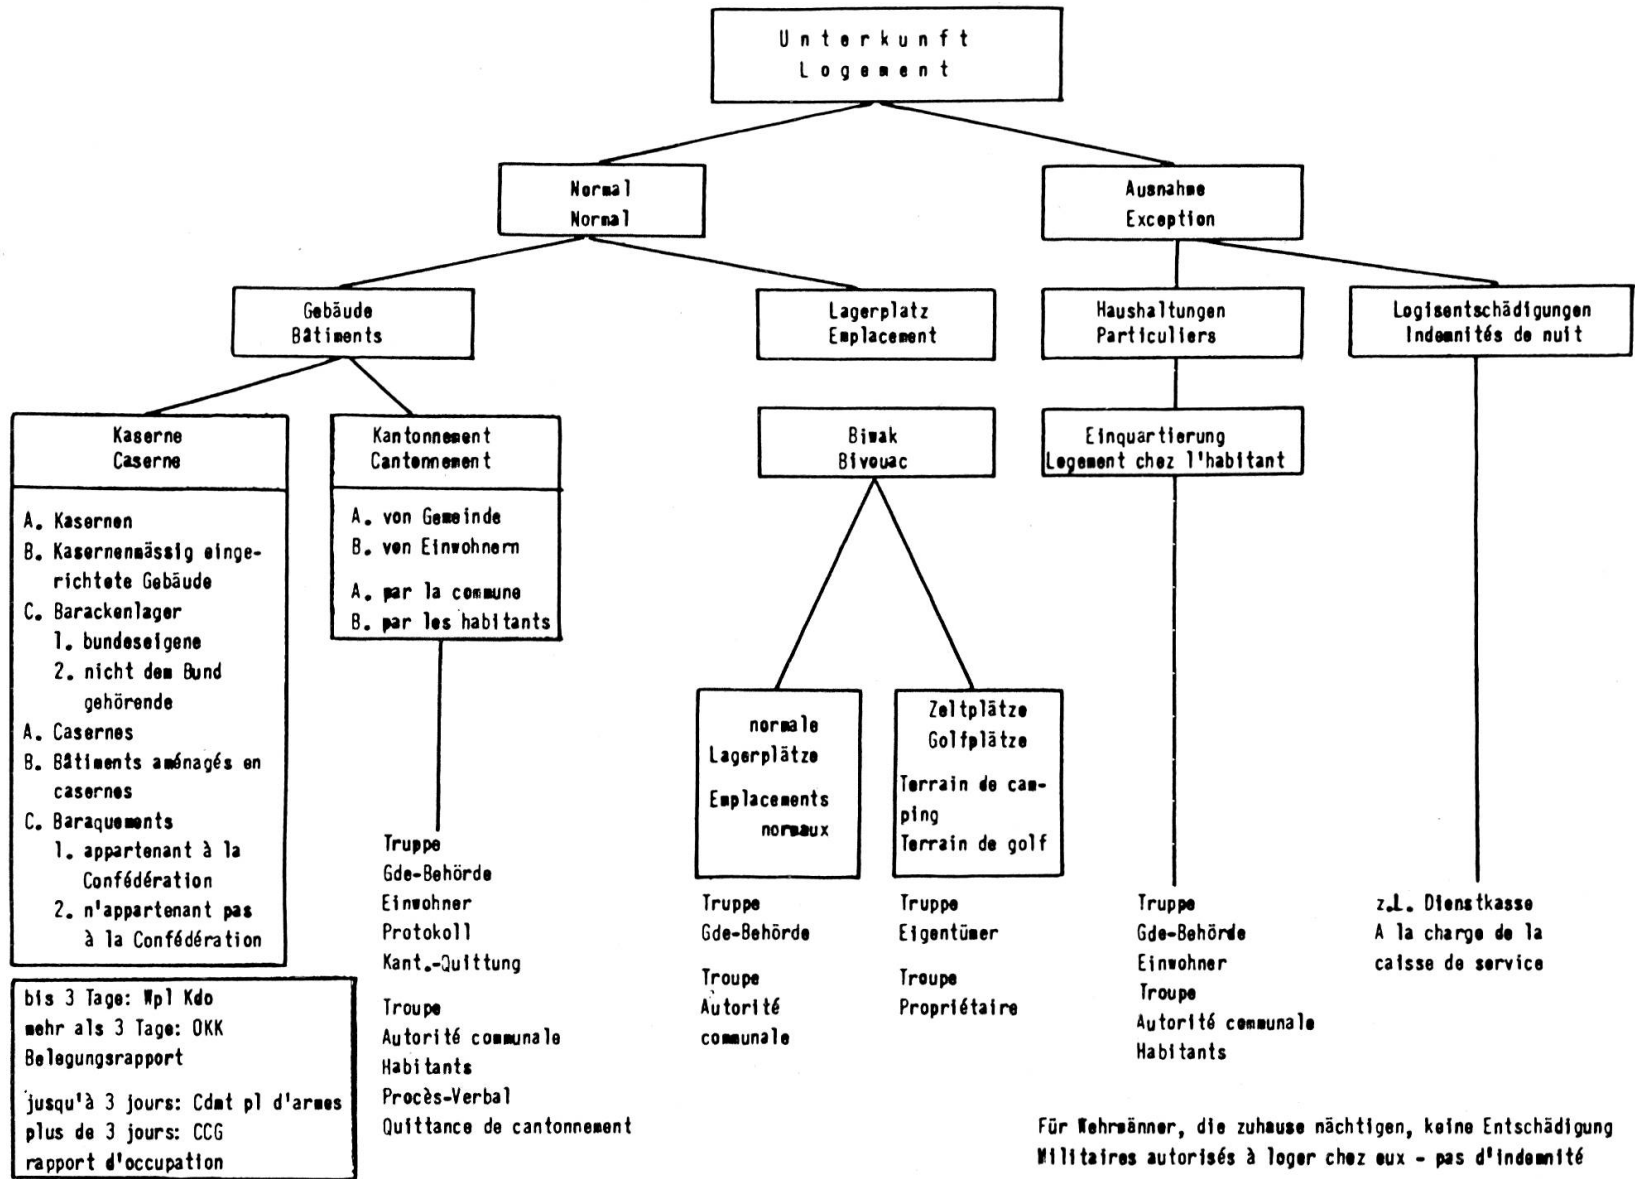 Unterkunft
Logement
Normal
Normal
Ausnahme
Exception
Gebäude
Bâtiments
Lagerplatz
Emplacement
Haushaltungen
Particuliers
Logisentschädigungen
Indemnités de nuit
Kaserne
Caserne
Kantonnement
Cantonnement
Biwak
Bivouac
Einquartierung
Logement chez l'habitant
A. Kasernen
B. Kasernenmässig einge-
richtete Gebäude
C. Barackenlager
1. bundeseigene
2. nicht dem Bund
gehörende
A. Casernes
B. Bâtiments aménagés en
casernes
C. Baraquements
1. appartenant à la
Confédération
2. n'appartenant pas
à la Confédération
A. von Gemeinde
B. von Einwohnern
A. par la commune
B. par les habitants
normale
Lagerplätze
Emplacements
normaux
Zeltplätze
Golfplätze
Terrain de cam-
ping
Terrain de golf
bis 3 Tage: Wpl Kdo
mehr als 3 Tage: OKK
Belegungsrapport
jusqu'à 3 jours: Cdmt pl d'armes
plus de 3 jours: CCG
rapport d'occupation
Truppe
Gde-Behörde
Einwohner
Protokoll
Kant.-Quittung
Troupe
Autorité communale
Habitants
Procès-Verbal
Quittance de cantonnement
Truppe
Gde-Behörde
Troupe
Autorité
communale
Truppe
Eigentümer
Troupe
Propriétaire
Truppe
Gde-Behörde
Einwohner
Troupe
Autorité communale
Habitants
z.L. Dienstkasse
A la charge de la
caisse de service
Für Wehrmänner, die zuhause nächtigen, keine Entschädigung
Militaires autorisés à loger chez eux - pas d'indemnité